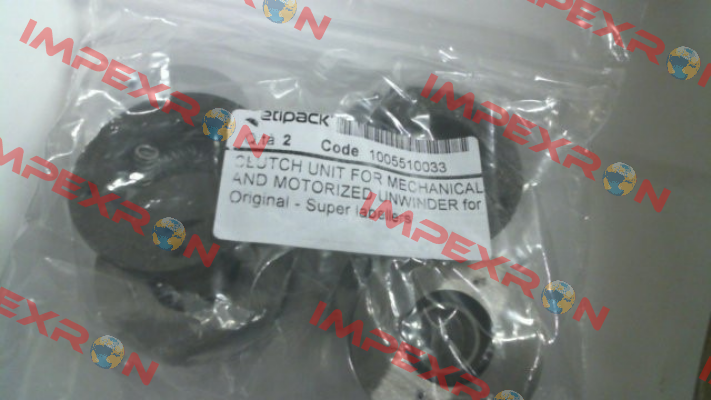 etipack
Q.tà 2 Code 1005510033
CLUTCH UNIT FOR MECHANICAL
AND MOTORIZED UNWINDER for
Original - Super labellers
IMPEXRON
IMPEXRON
IMPEXRON
IMPEXRON
IMPEXRON
IMPEXRON